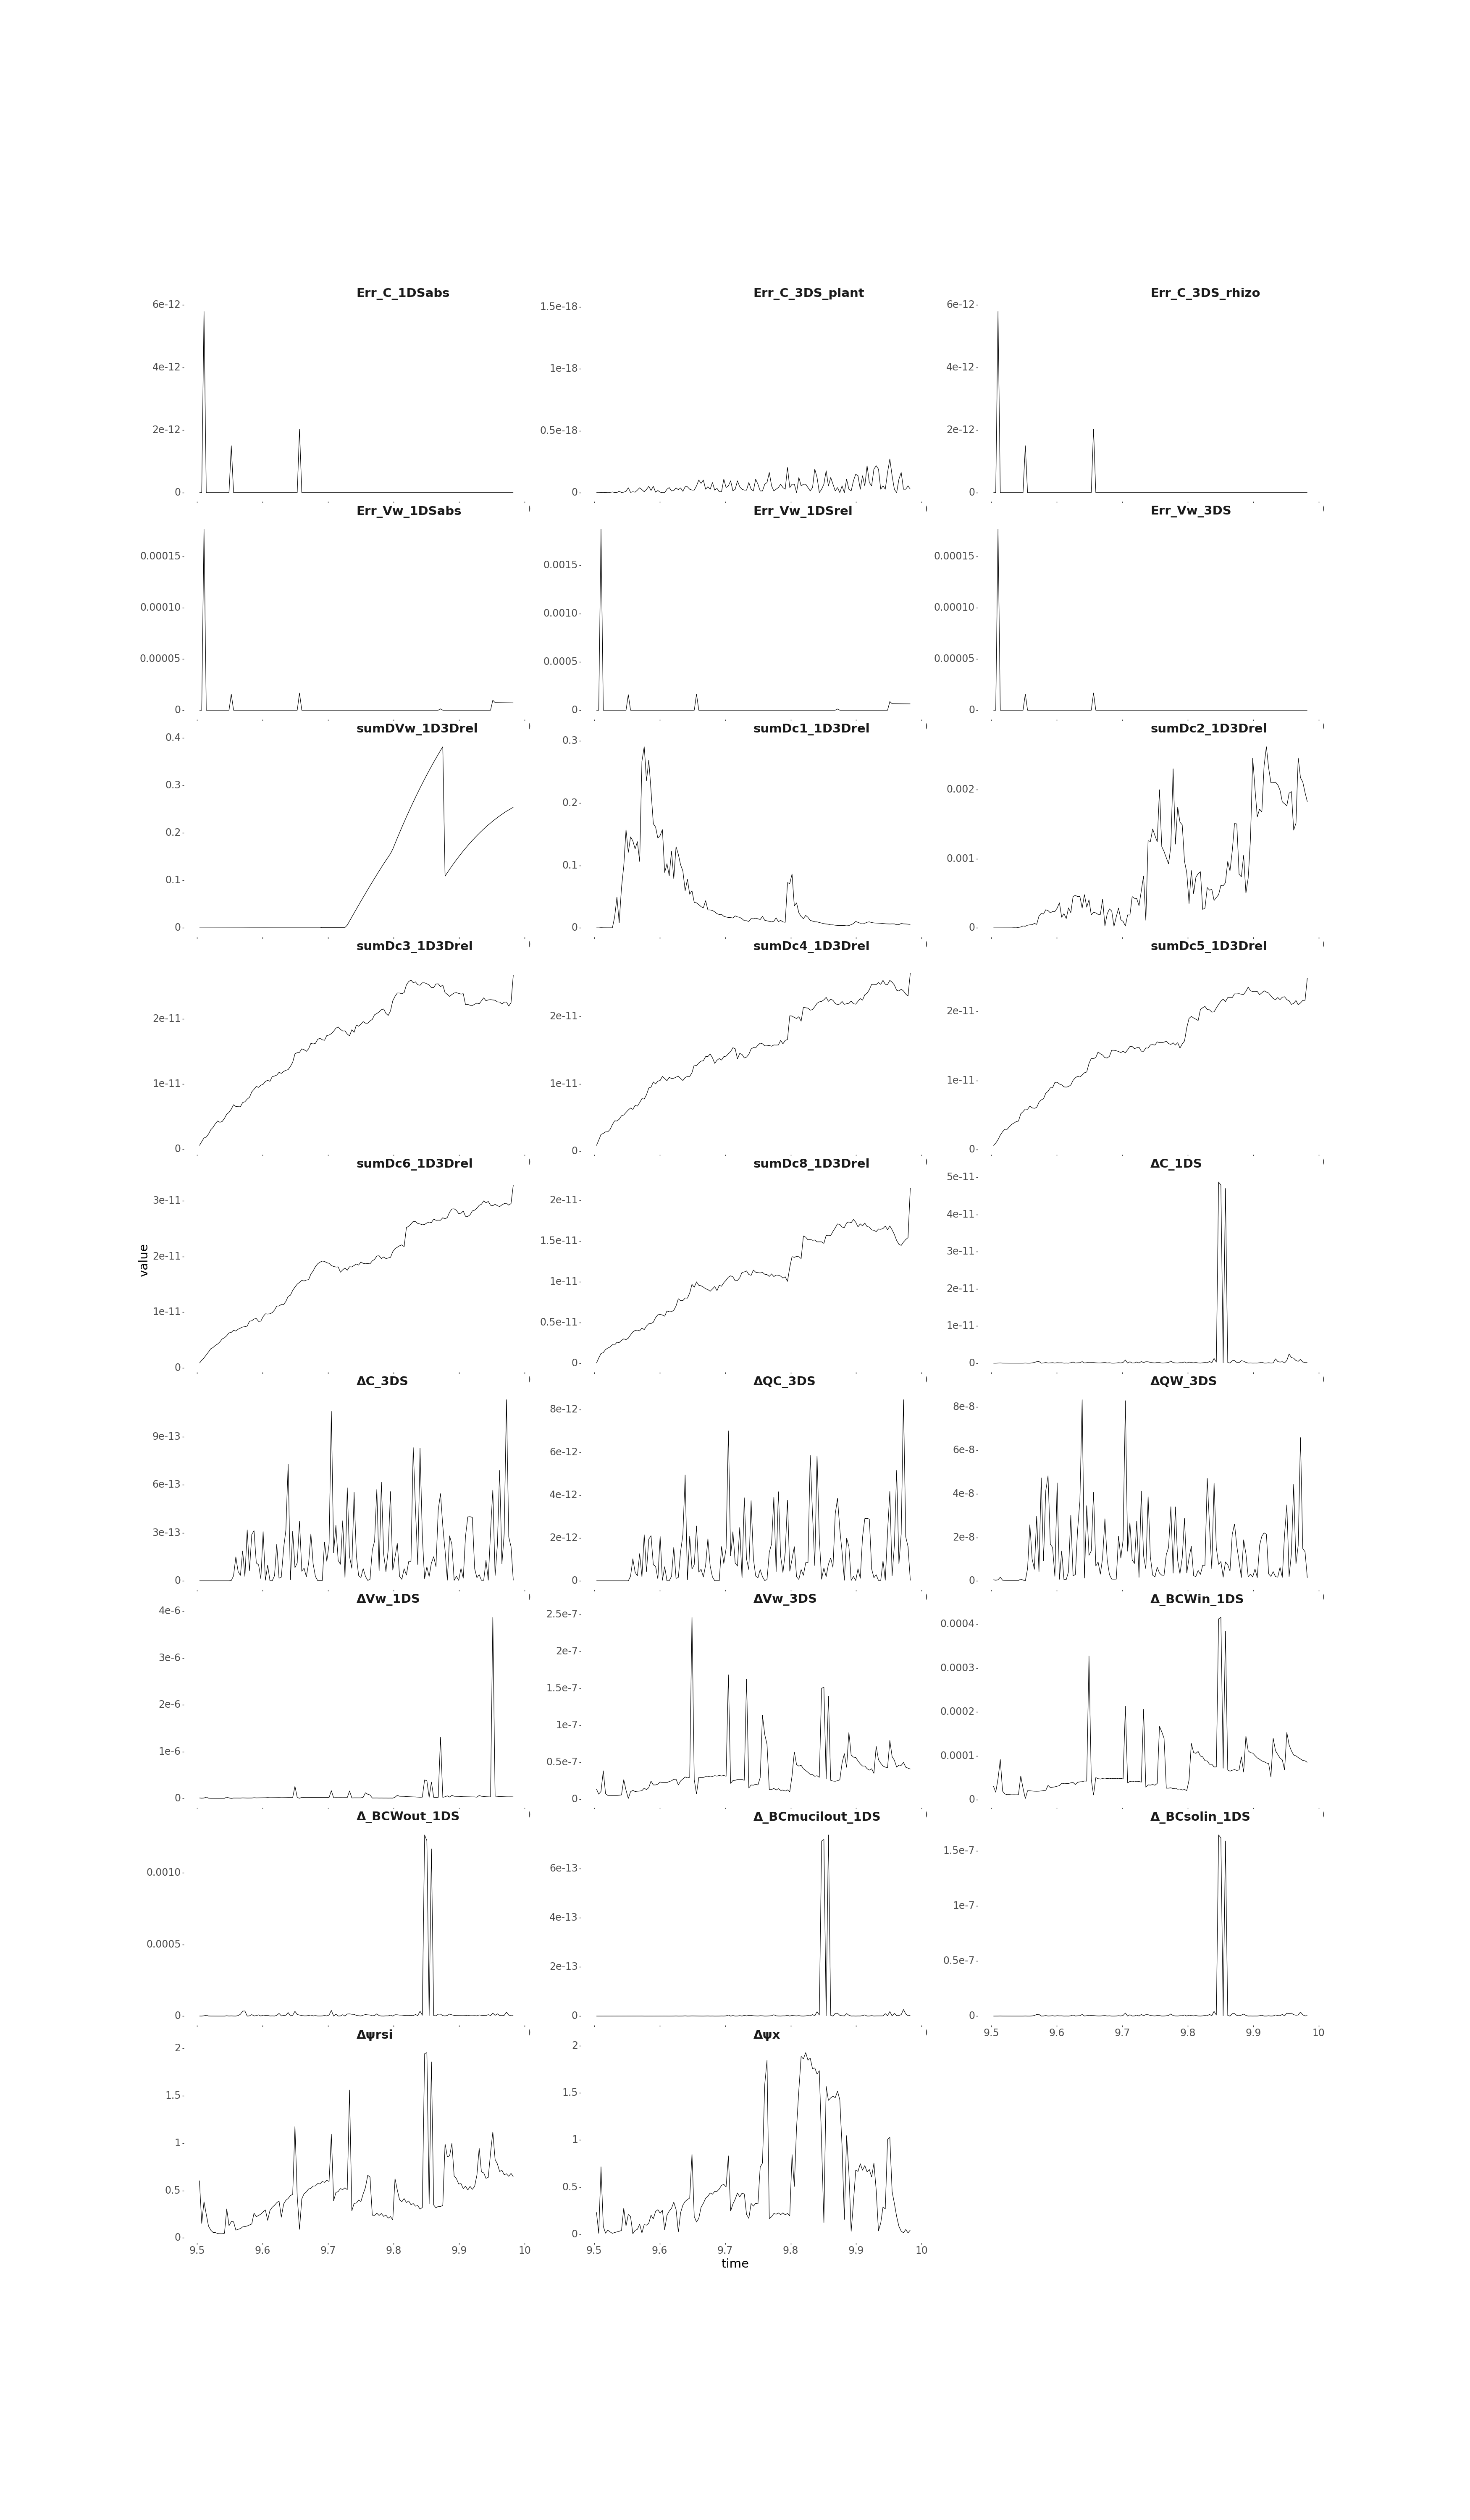 Err_C_1DSabs
Err_C_3DS_plant
Err_C_3DS_rhizo
6e-12
4e-12
2e-12
0
1.5e-18
1e-18
0.5e-18
0
6e-12
4e-12
2e-12
0
Err_Vw_1DSabs
Err_Vw_1DSrel
Err_Vw_3DS
0.00015
0.00010
0.00005
0
0.0015
0.0010
0.0005
0
0.00015
0.00010
0.00005
0
sumDVw_1D3Drel
sumDc1_1D3Drel
sumDc2_1D3Drel
0.4
0.3
0.2
0.1
0
0.3
0.2
0.1
0
0.002
0.001
0
sumDc3_1D3Drel
sumDc4_1D3Drel
sumDc5_1D3Drel
2e-11
1e-11
0
2e-11
1e-11
0
2e-11
1e-11
0
sumDc6_1D3Drel
sumDc8_1D3Drel
ΔC_1DS
3e-11
2e-11
1e-11
0
2e-11
1.5e-11
1e-11
0.5e-11
0
5e-11
4e-11
3e-11
2e-11
1e-11
0
value
ΔC_3DS
ΔQC_3DS
ΔQW_3DS
9e-13
6e-13
3e-13
0
8e-12
6e-12
4e-12
2e-12
0
8e-8
6e-8
4e-8
2e-8
0
ΔVw_1DS
ΔVw_3DS
Δ_BCWin_1DS
4e-6
3e-6
2e-6
1e-6
0
2.5e-7
2e-7
1.5e-7
1e-7
0.5e-7
0
0.0004
0.0003
0.0002
0.0001
0
Δ_BCWout_1DS
Δ_BCmucilout_1DS
Δ_BCsolin_1DS
0.0010
0.0005
0
6e-13
4e-13
2e-13
0
1.5e-7
1e-7
0.5e-7
0
9.5 9.6 9.7 9.8 9.9 10
Δψrsi
Δψx
2
1.5
1
0.5
0
2
1.5
1
0.5
0
9.5 9.6 9.7 9.8 9.9 10
9.5 9.6 9.7 9.8 9.9 10
time